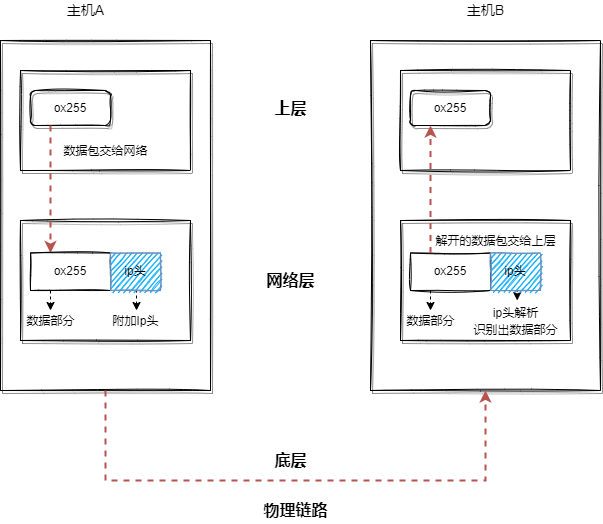 主机A
主机B
ox255
数据包交给网络
上层
ox255
网络层
ox255
ip头
数据部分
附加Ip头
解开的数据包交给上层
ox255
ip头
数据部分
ip头解析
识别出数据部分
底层
物理链路